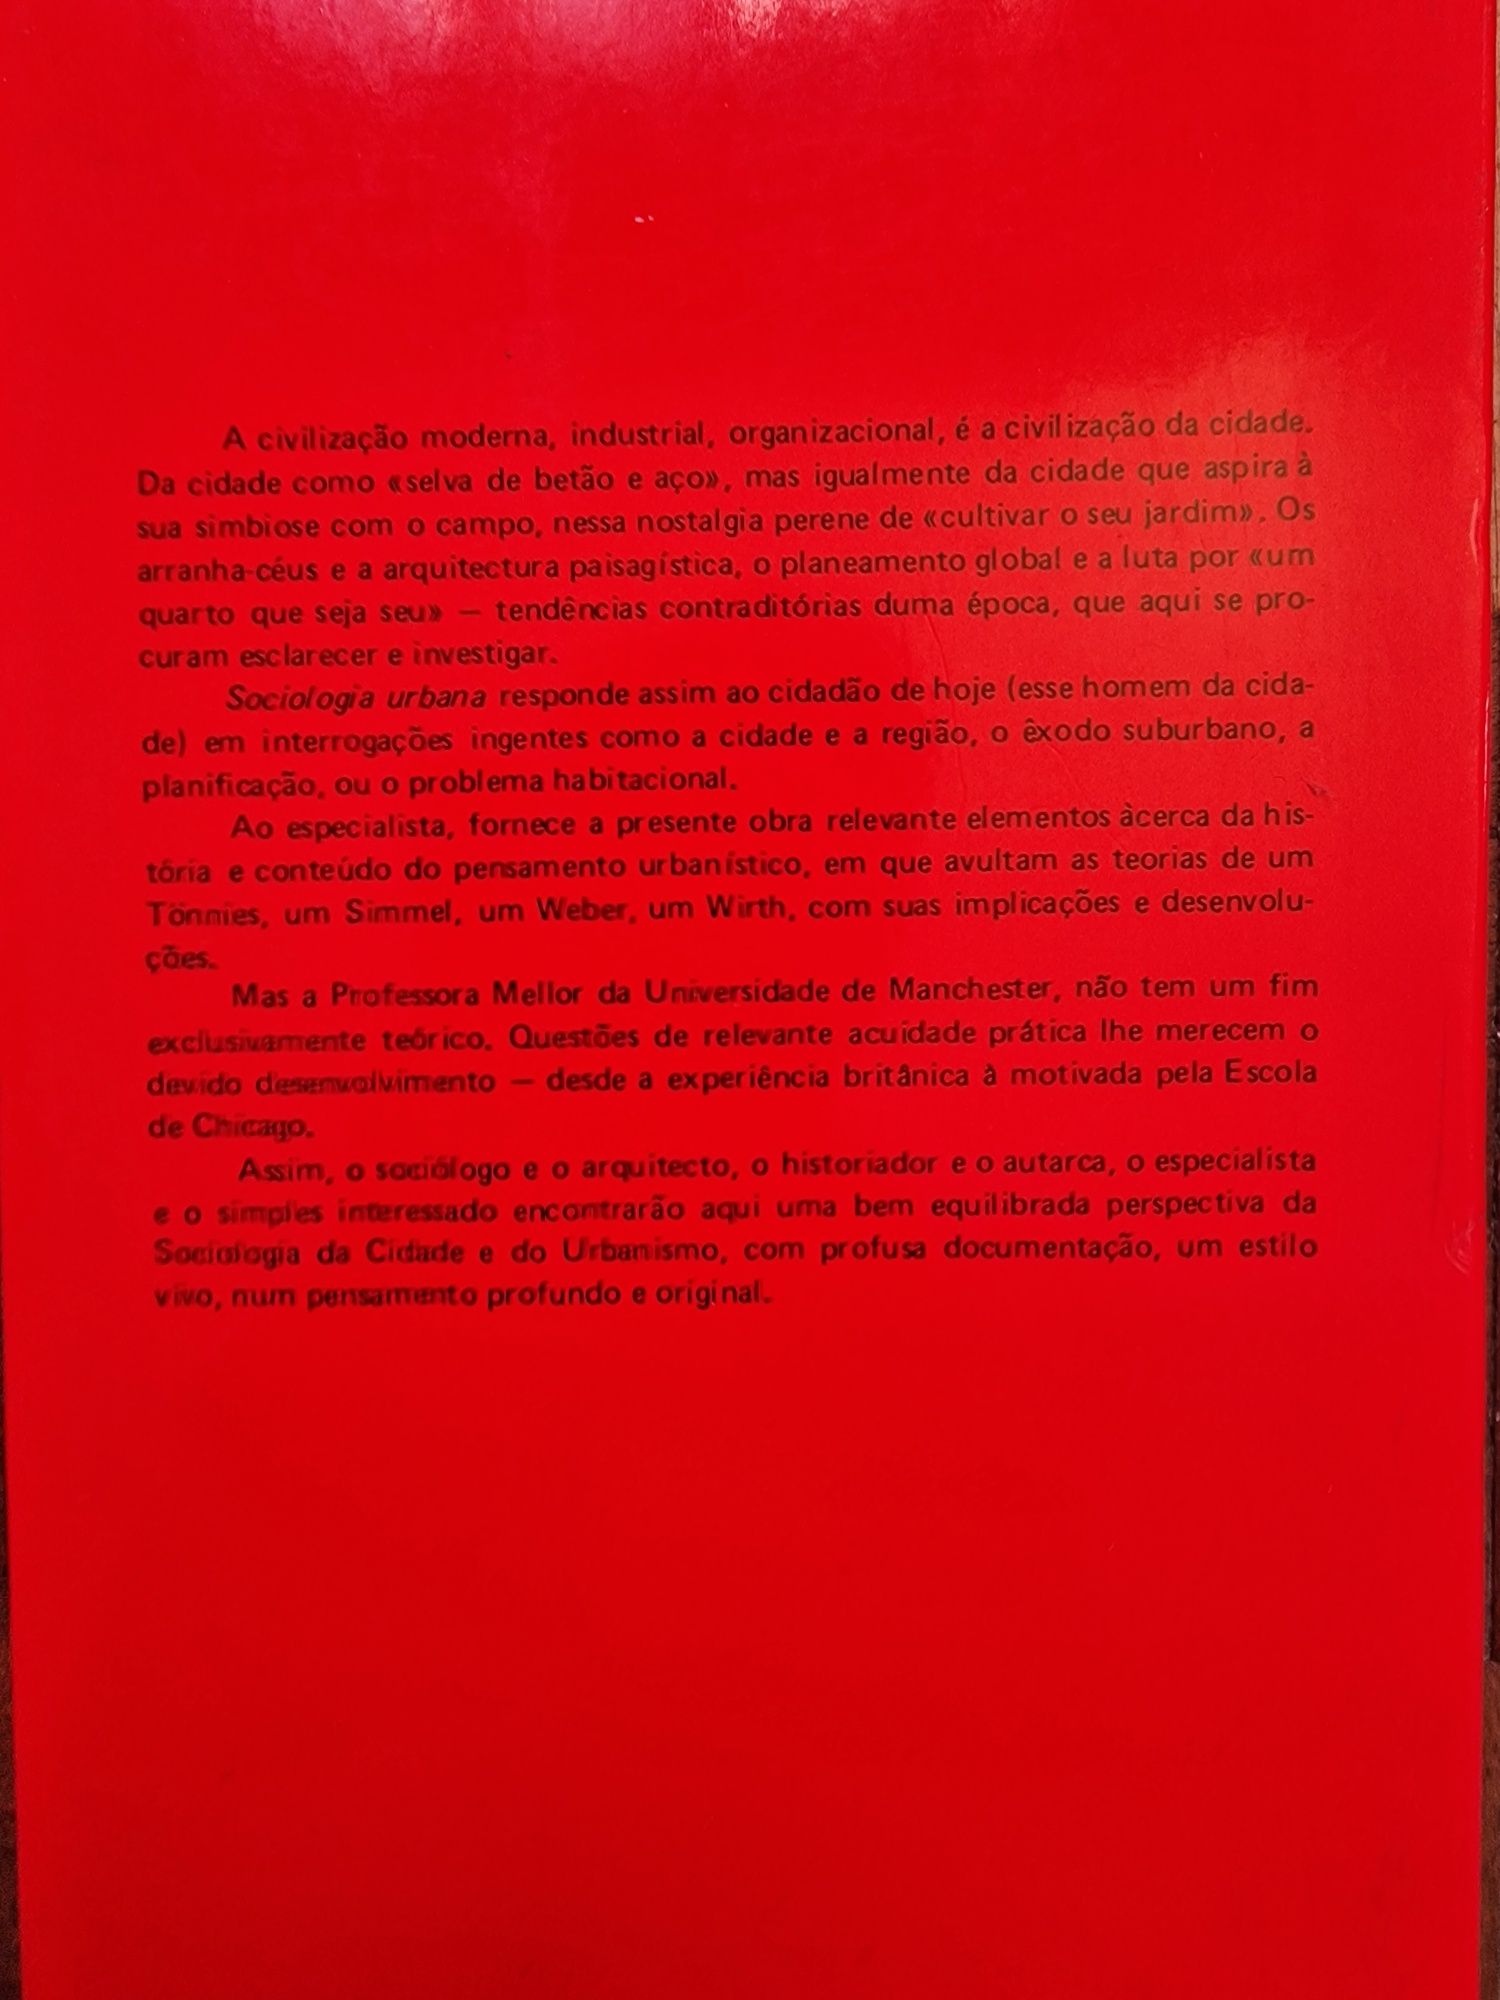 A civilização moderna, industrial, organizacional, é a civilização da cidade.
Da cidade como «selva de betão e aço», mas igualmente da cidade que aspira à
sua simbiose com o campo, nessa nostalgia perene de «cultivar o seu jardim». Os
arranha-céus e a arquitectura paisagística, o planeamento global e a luta por «um
quarto que seja seu» — tendências contraditórias duma época, que aqui se pro-
curam esclarecer e investigar.
Sociologia urbana responde assim ao cidadão de hoje (esse homem da cida-
de) em interrogações ingentes como a cidade e a região, o êxodo suburbano, a
planificação, ou o problema habitacional.
Ao especialista, fornece a presente obra relevante elementos àcerca da his-
tória e conteúdo do pensamento urbanístico, em que avultam as teorias de um
Tönnies, um Simmel, um Weber, um Wirth, com suas implicações e desenvolu-
ções.
Mas a Professora Mellor da Universidade de Manchester, não tem um fim
exclusivamente teórico. Questões de relevante acuidade prática lhe merecem o
devido desenvolvimento — desde a experiência britânica à motivada pela Escola
de Chicago.
Assim, o sociólogo e o arquitecto, o historiador e o autarca, o especialista
e o simples interessado encontrarão aqui uma bem equilibrada perspectiva da
Sociologia da Cidade e do Urbanismo, com profusa documentação, um estilo
vivo, num pensamento profundo e original.